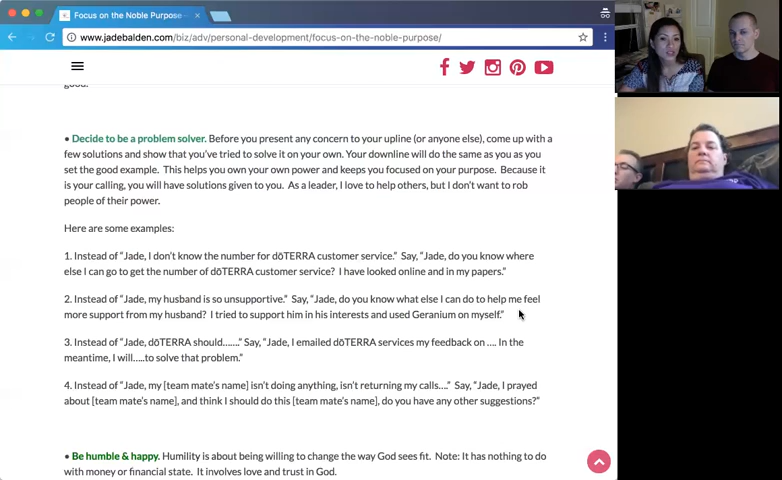 Focus on the Noble Purpose
www.jadebalden.com/biz/adv/personal-development/focus-on-the-noble-purpose/
good.
• Decide to be a problem solver. Before you present any concern to your upline (or anyone else), come up with a
few solutions and show that you've tried to solve it on your own. Your downline will do the same as you as you
set the good example. This helps you own your own power and keeps you focused on your purpose. Because it
is your calling, you will have solutions given to you. As a leader, I love to help others, but I don't want to rob
people of their power.
Here are some examples:
1. Instead of “Jade, I don't know the number for dōTERRA customer service.” Say, “Jade, do you know where
else I can go to get the number of dōTERRA customer service? I have looked online and in my papers.”
2. Instead of “Jade, my husband is so unsupportive.” Say, “Jade, do you know what else I can do to help me feel
more support from my husband? I tried to support him in his interests and used Geranium on myself.”
3. Instead of “Jade, dōTERRA should…….” Say, “Jade, I emailed dōTERRA services my feedback on …. In the
meantime, I will…..to solve that problem.”
4. Instead of “Jade, my [team mate's name] isn't doing anything, isn't returning my calls….” Say, “Jade, I prayed
about [team mate's name], and think I should do this [team mate's name], do you have any other suggestions?”
• Be humble & happy. Humility is about being willing to change the way God sees fit. Note: It has nothing to do
with money or financial state. It involves love and trust in God.